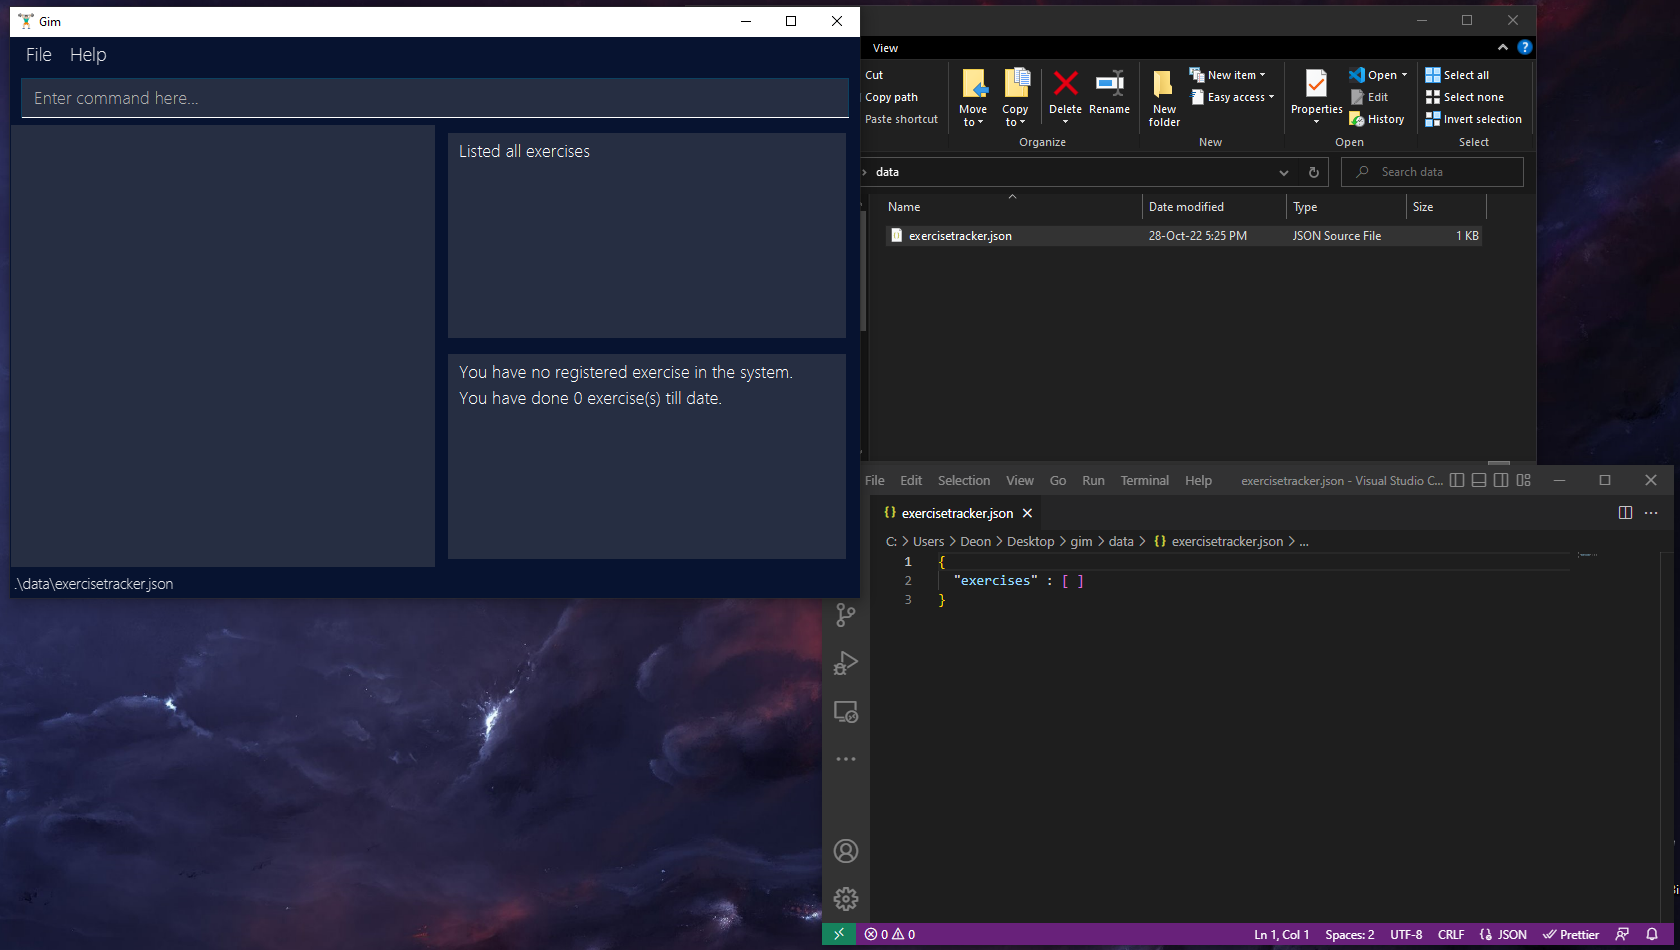 Gim
File Help
Enter command here...
Listed all exercises
You have no registered exercise in the system.
You have done 0 exercise(s) till date.
.\data\exercisetracker.json
View
Cut
Copy path
Paste shortcut
Move to
Copy to
Delete
Rename
Organize
New folder
New item
Easy access
New
Properties
Open
Edit
History
Open
Select all
Select none
Invert selection
Select
data
Search data
Name Date modified Type Size
exercisetracker.json 28-Oct-22 5:25 PM JSON Source File 1 KB
File Edit Selection View Go Run Terminal Help exercisetracker.json - Visual Studio C...
{} exercisetracker.json
C: > Users > Deon > Desktop > gim > data > {} exercisetracker.json > ...
1 {
2 "exercises" : [ ]
3 }
0 0 Ln 1, Col 1 Spaces: 2 UTF-8 CRLF {} JSON Prettier